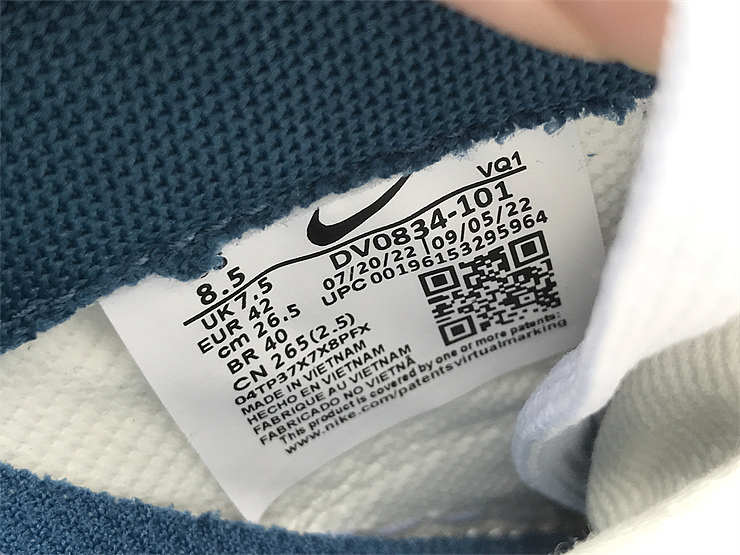 VQ1
8.5
DV0834-101
UK 7.5
07/20/22 | 09/05/22
EUR 42
UPC 00196153295964
cm 26.5
BR 40
CN 265(2.5)
04TP37X7X8PFX
MADE IN VIETNAM
HECHO EN VIETNAM
FABRIQUE AU VIETNAM
FABRICADO NO VIETNÃ
This product is covered by one or more patents:
www.nike.com/patentsvirtualmarking